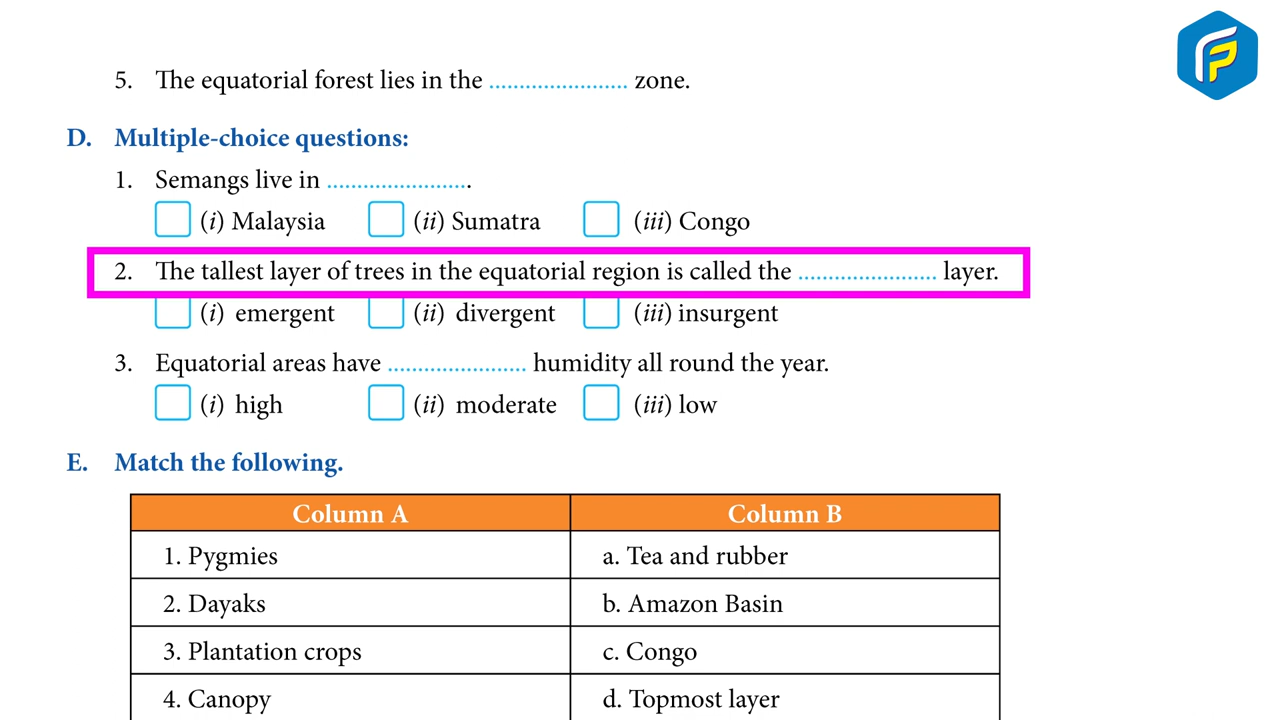 5. The equatorial forest lies in the ....................... zone.
D. Multiple-choice questions:
1. Semangs live in ........................
(i) Malaysia (ii) Sumatra (iii) Congo
2. The tallest layer of trees in the equatorial region is called the ....................... layer.
(i) emergent (ii) divergent (iii) insurgent
3. Equatorial areas have ....................... humidity all round the year.
(i) high (ii) moderate (iii) low
E. Match the following.
Column A Column B
1. Pygmies a. Tea and rubber
2. Dayaks b. Amazon Basin
3. Plantation crops c. Congo
4. Canopy d. Topmost layer